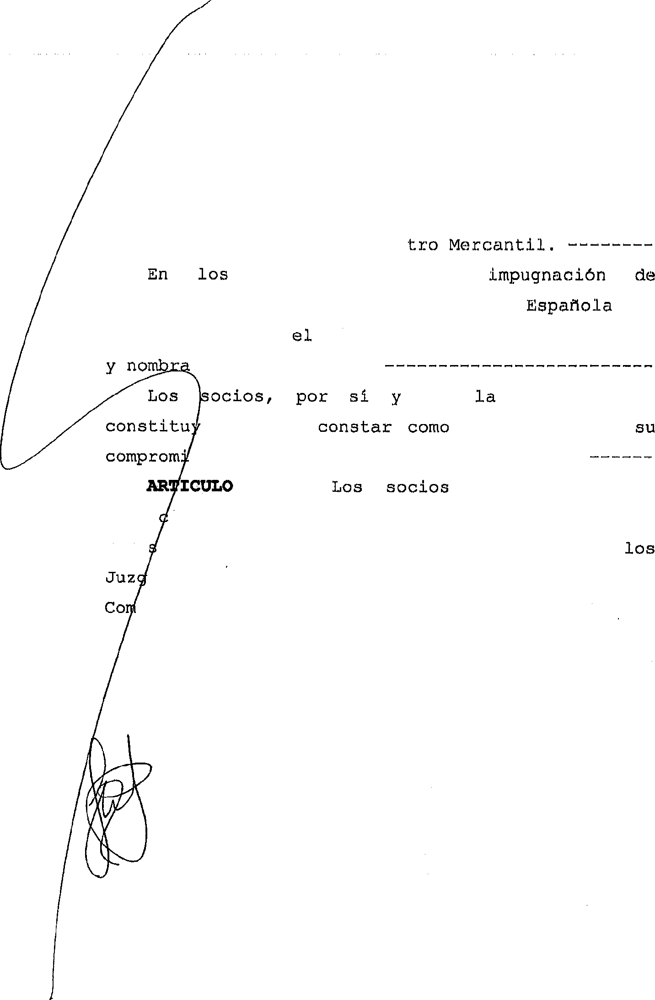 tro Mercantil. --------
En los impugnación de
Española
el
y nombra -------------------------
Los socios, por sí y la
constituy constar como su
compromi ------
ARTICULO Los socios
c
s los
Juzg
Com